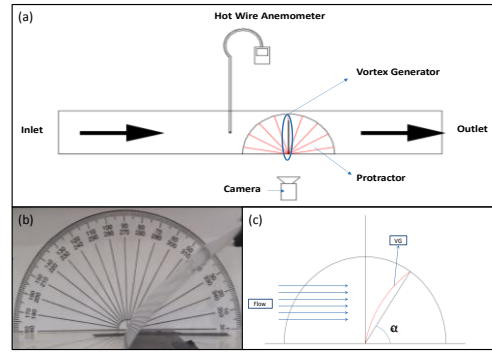 (a)
Hot Wire Anemometer
Vortex Generator
Inlet
Outlet
Protractor
Camera
(b)
(c)
VG
Flow
α